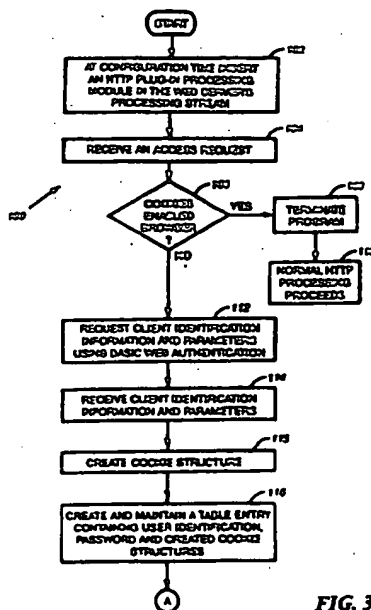 START
AT CONFIGURATION TIME INSERT
AN HTTP PLUG-IN PROCESSING
MODULE IN THE WEB SERVER'S
PROCESSING STREAM
RECEIVE AN ACCESS REQUEST
COOKIE
ENABLED
BROWSER
?
YES
TERMINATE
PROGRAM
NORMAL HTTP
PROCESSING
PROCEEDS
NO
112
REQUEST CLIENT IDENTIFICATION
INFORMATION AND PARAMETERS
USING BASIC WEB AUTHENTICATION
114
RECEIVE CLIENT IDENTIFICATION
INFORMATION AND PARAMETERS
CREATE COOKIE STRUCTURE
CREATE AND MAINTAIN A TABLE ENTRY
CONTAINING USER IDENTIFICATION,
PASSWORD AND CREATED COOKIE
STRUCTURES
A
FIG. 3